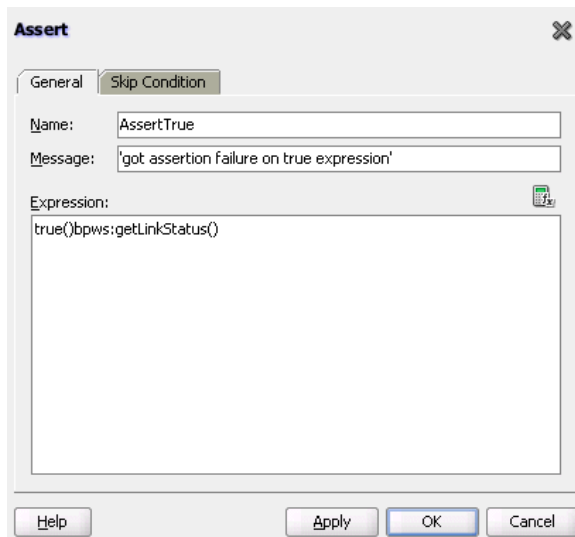 Assert
General Skip Condition
Name: AssertTrue
Message: 'got assertion failure on true expression'
Expression:
true()bpws:getLinkStatus()
Help Apply OK Cancel